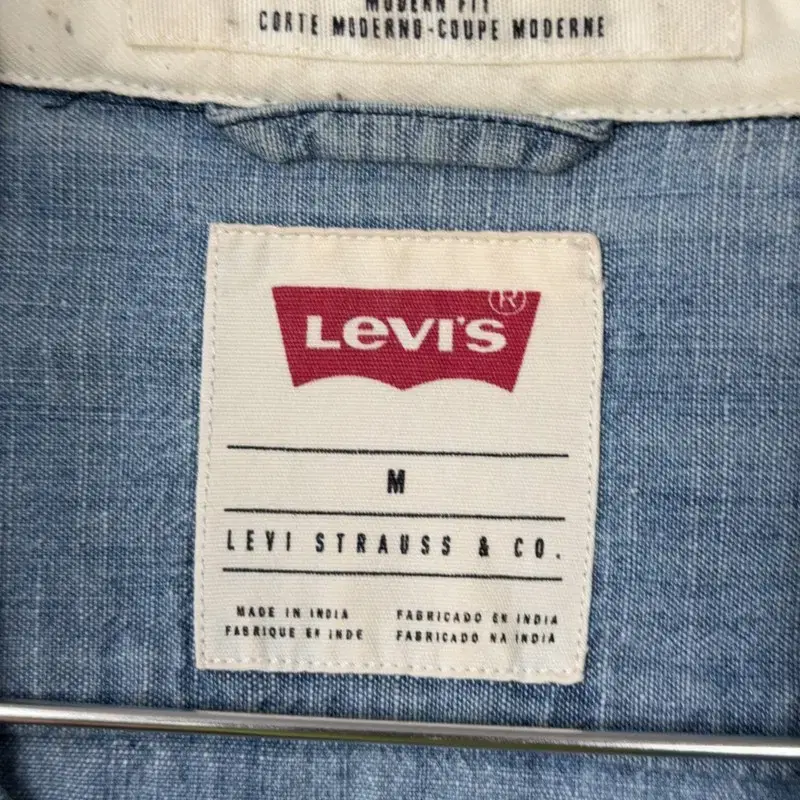 MODERN FIT
CORTE MODERNO-COUPE MODERNE
LEVI'S ®
M
LEVI STRAUSS & CO.
MADE IN INDIA FABRICADO EN INDIA
FABRIQUE EN INDE FABRICADO NA INDIA